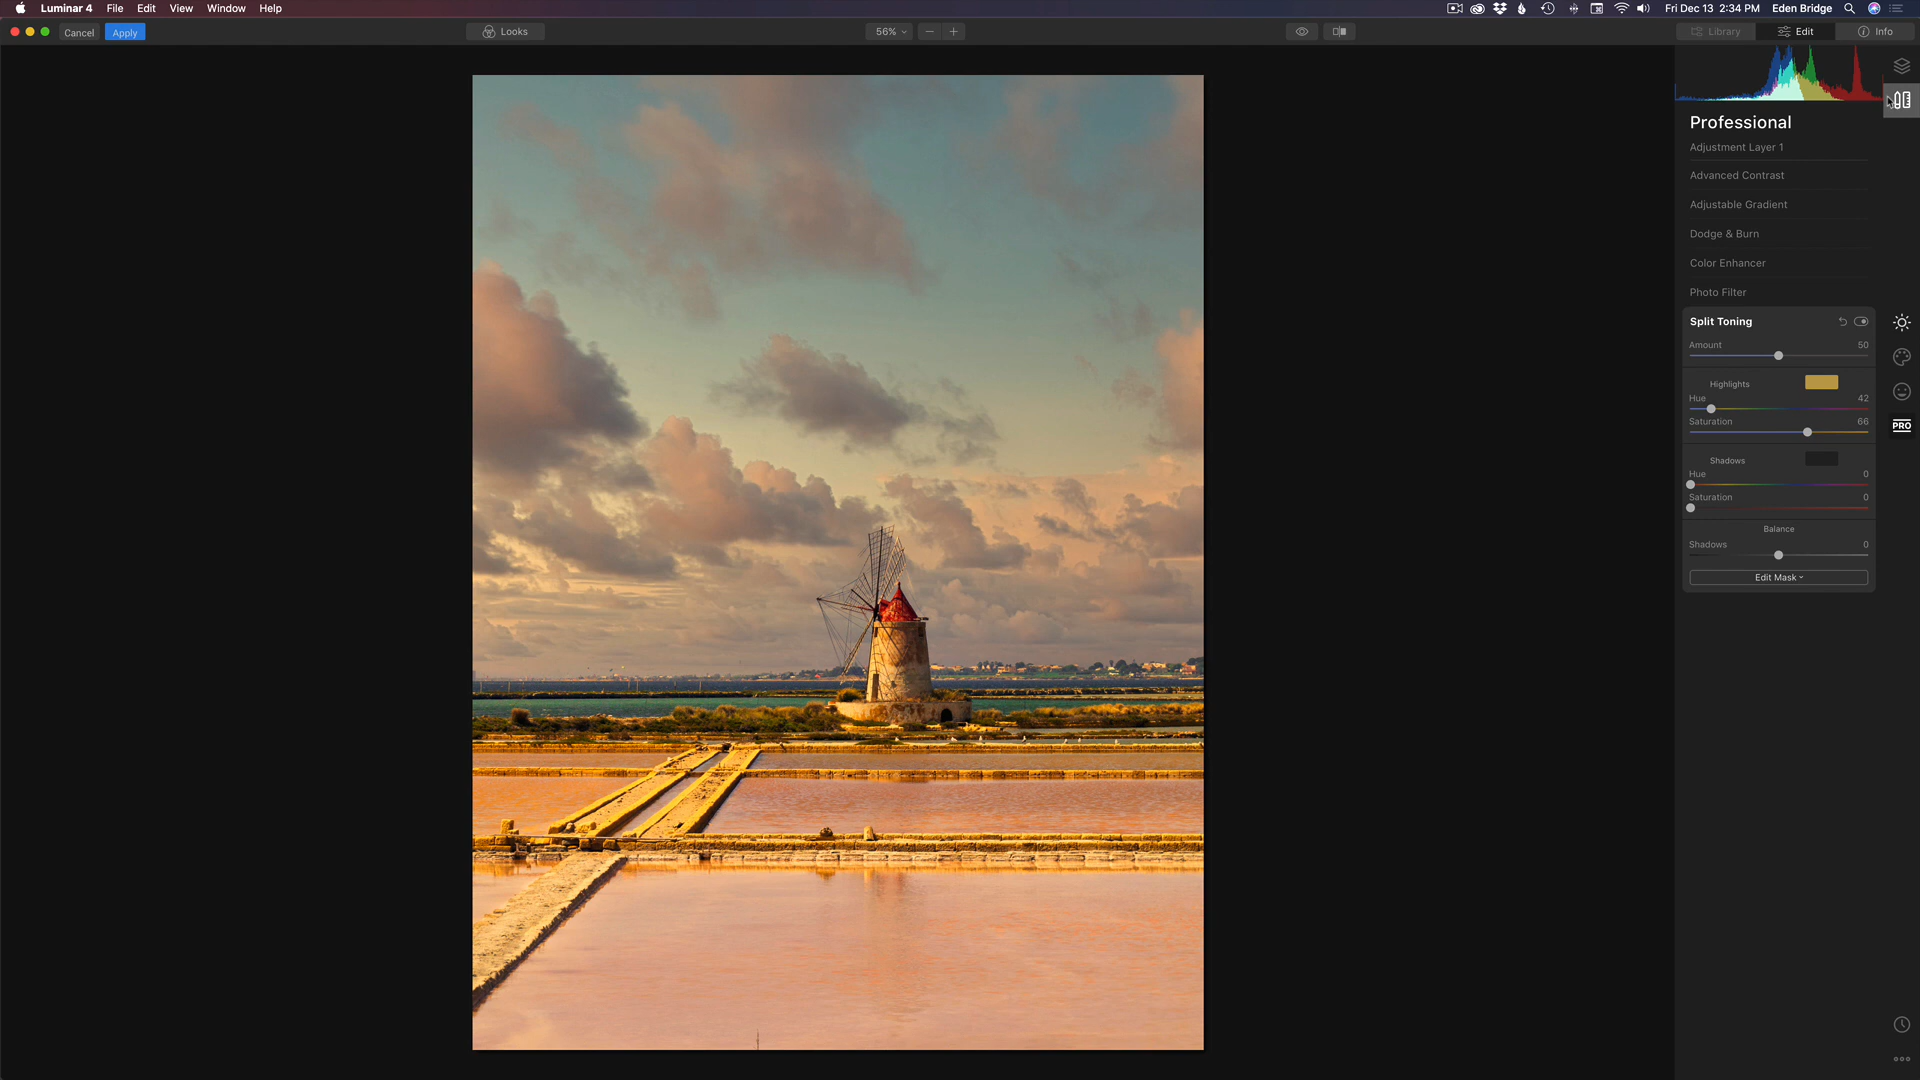 Luminar 4 File Edit View Window Help Fri Dec 13 2:34 PM Eden Bridge
Cancel Apply Looks 56% Library Edit Info
Professional
Adjustment Layer 1
Advanced Contrast
Adjustable Gradient
Dodge & Burn
Color Enhancer
Photo Filter
Split Toning
Amount 50
Highlights
Hue 42
Saturation 66
PRO
Shadows
Hue 0
Saturation 0
Balance
Shadows 0
Edit Mask